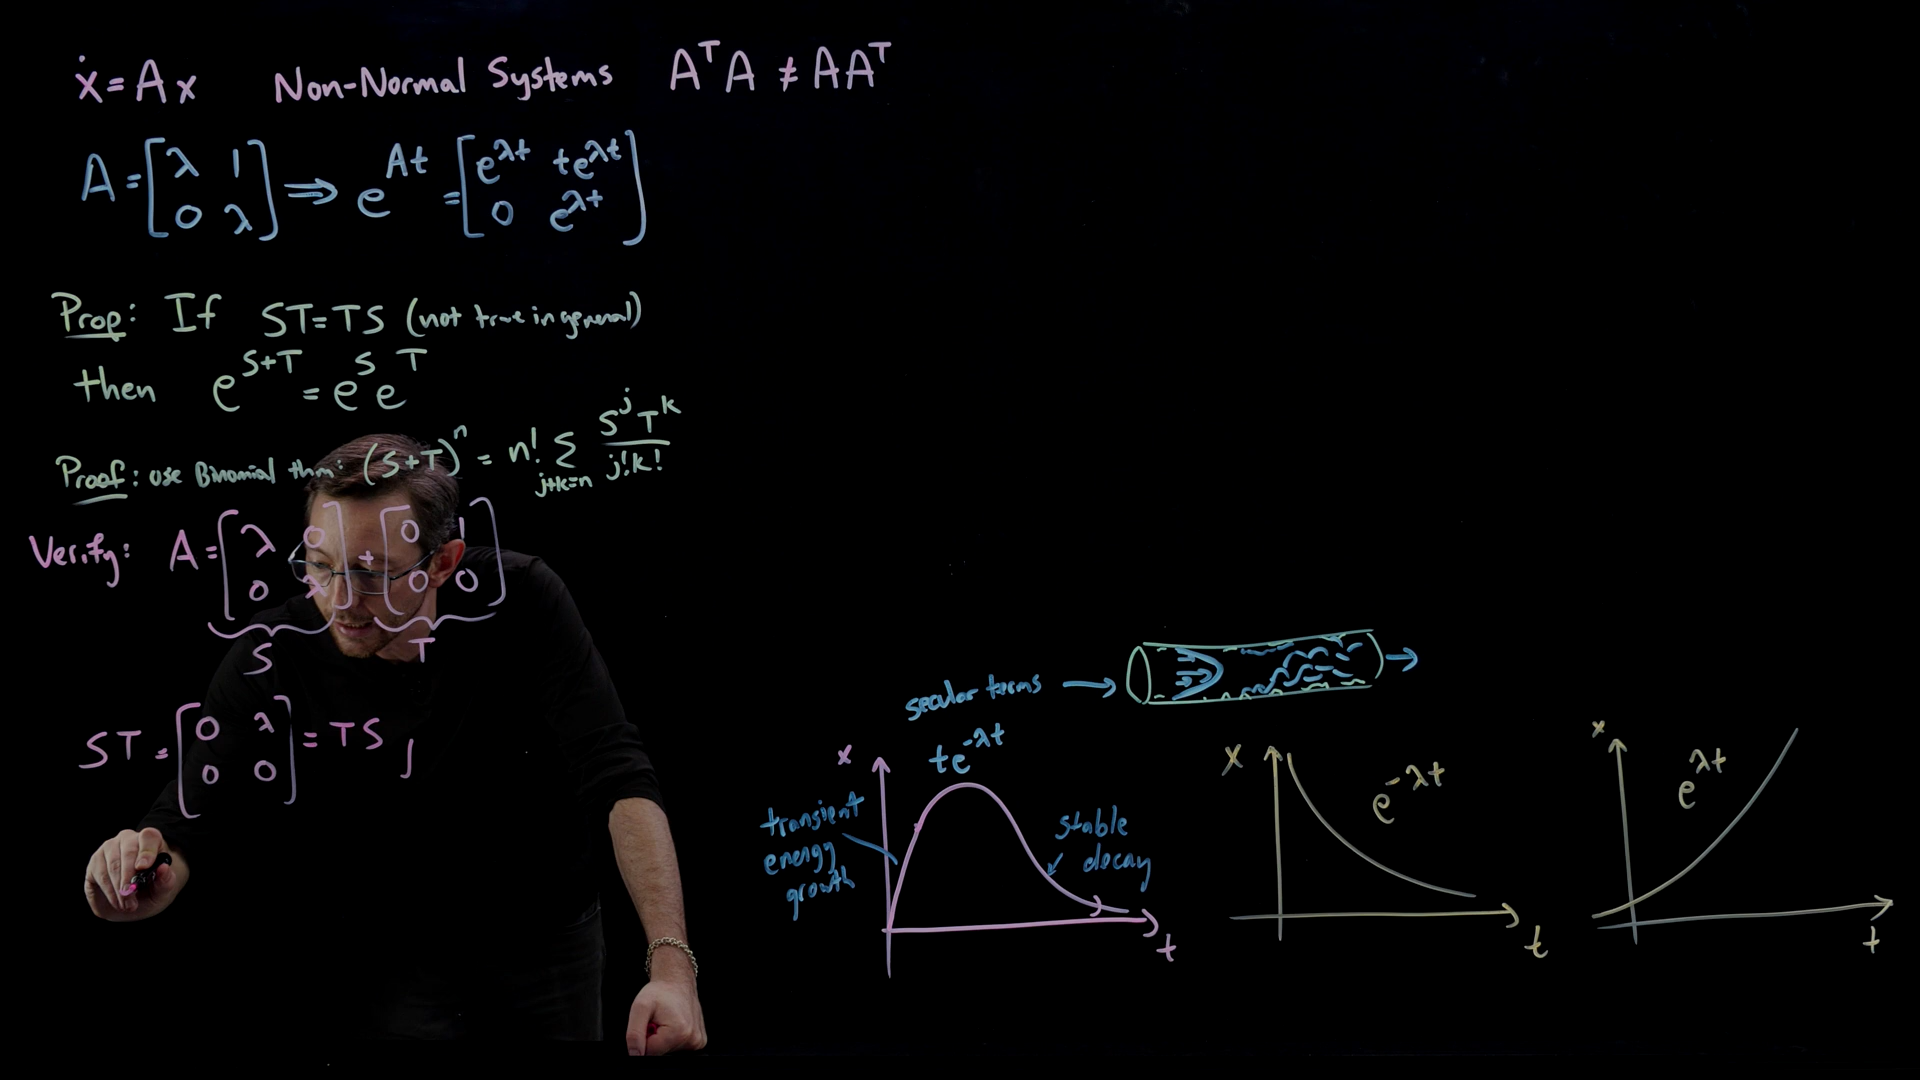 ẋ = Ax   Non-Normal Systems   AᵀA ≠ AAᵀ
A = [λ 1; 0 λ] ⟹ e^{At} = [e^{λt} te^{λt}; 0 e^{λt}]
Prop: If ST = TS (not true in general)
then e^{S+T} = e^S e^T
Proof: use Binomial thm: (S+T)^n = n! Σ_{j+k=n} S^j T^k / j!k!
Verify: A = [λ 0; 0 λ] + [0 1; 0 0]
S   T
ST = [0 λ; 0 0] = TS
secular terms
te^{-λt}
x
transient
energy
growth
stable
decay
t
x
e^{-λt}
t
x
e^{λt}
t